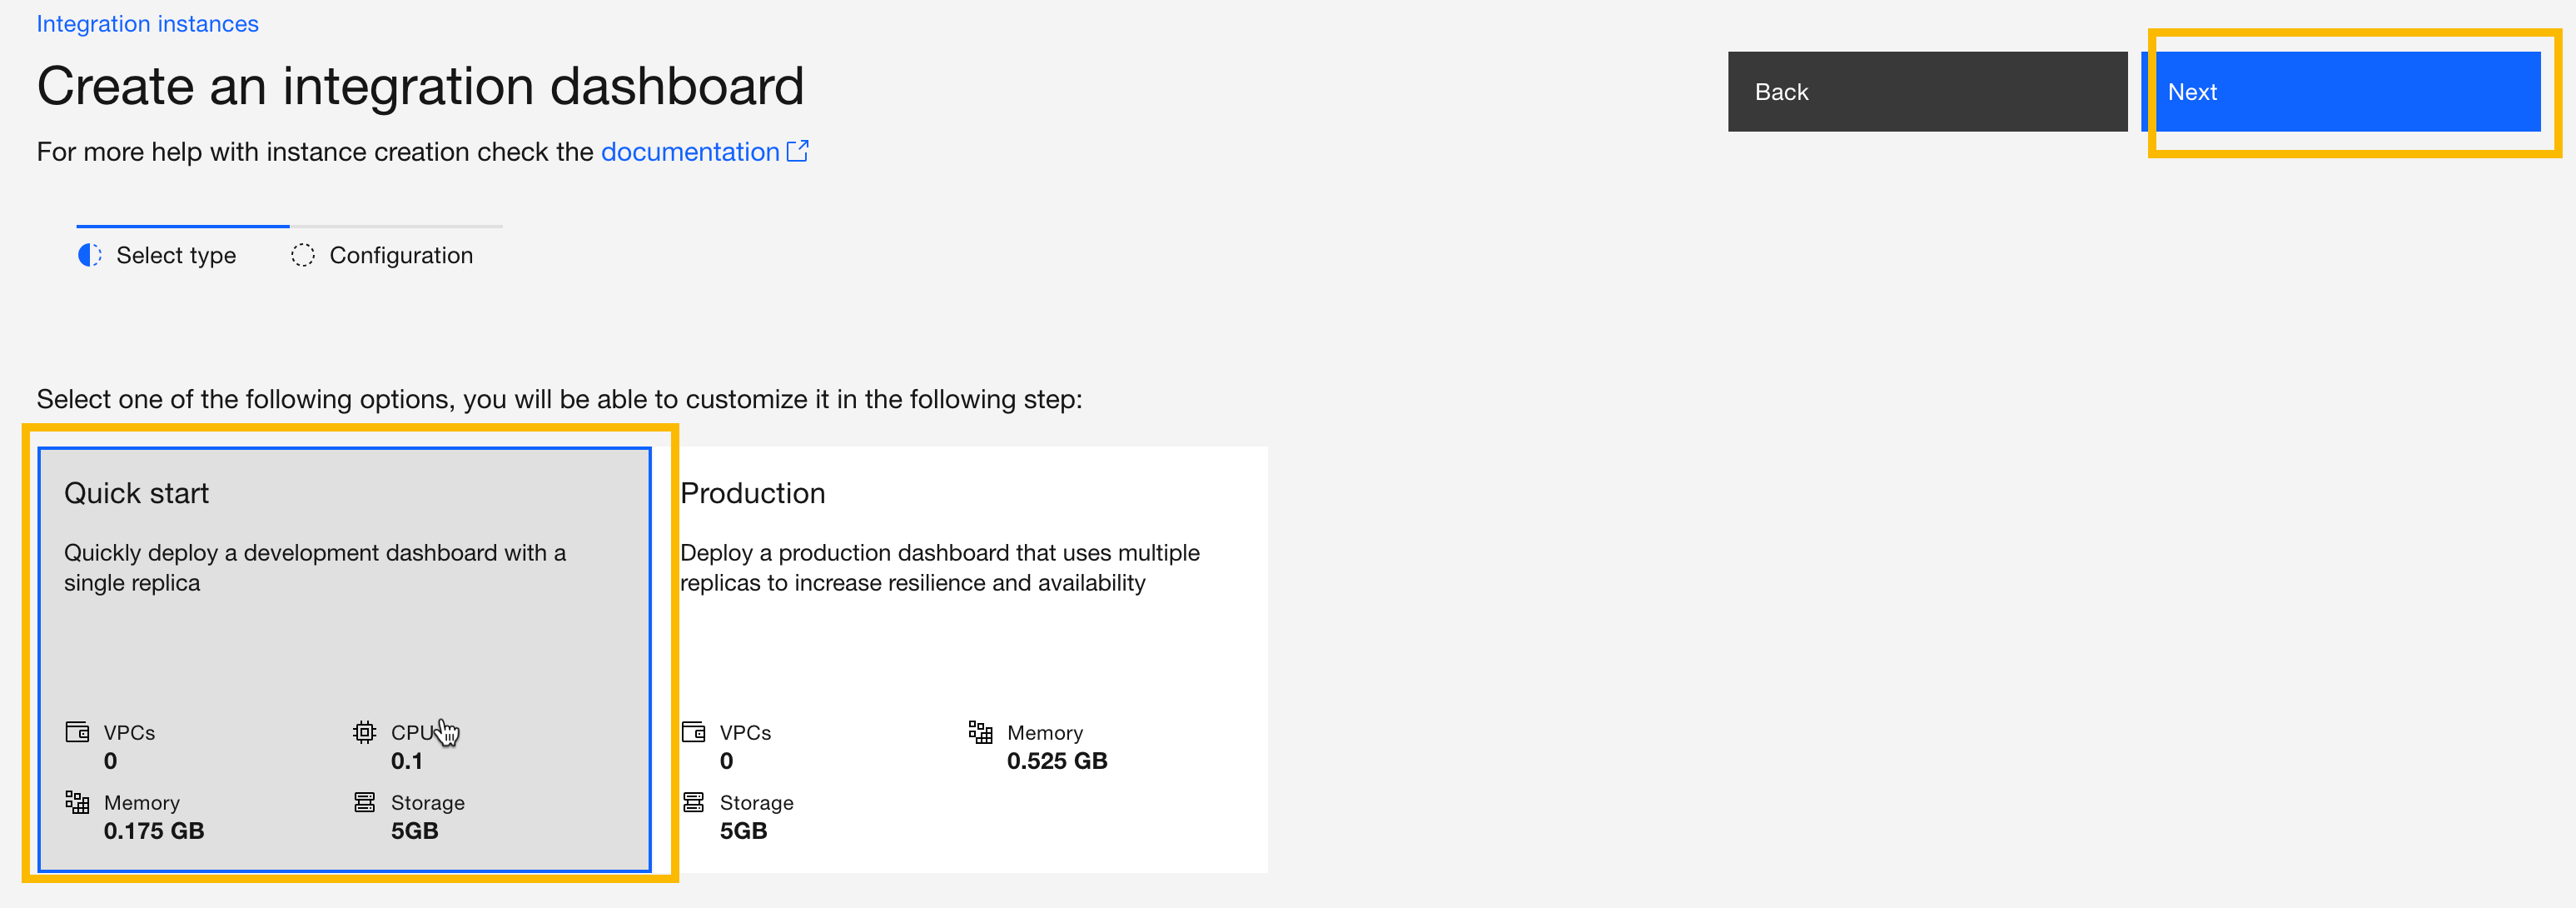 Integration instances
Create an integration dashboard
For more help with instance creation check the documentation
Back
Next
Select type
Configuration
Select one of the following options, you will be able to customize it in the following step:
Quick start
Quickly deploy a development dashboard with a
single replica
VPCs
0
CPU
0.1
Memory
0.175 GB
Storage
5GB
Production
Deploy a production dashboard that uses multiple
replicas to increase resilience and availability
VPCs
0
Memory
0.525 GB
Storage
5GB